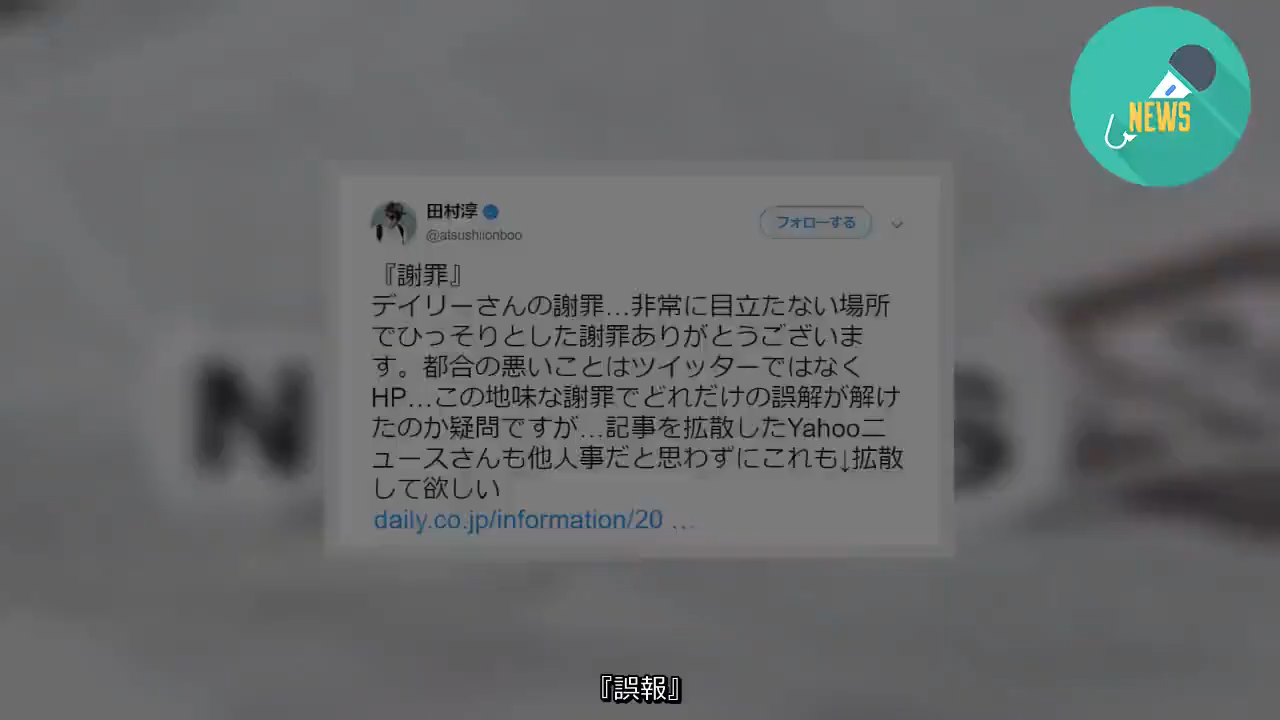 NEWS
田村淳
@atsushilonboo
フォローする
『謝罪』
デイリーさんの謝罪…非常に目立たない場所
でひっそりとした謝罪ありがとうございま
す。都合の悪いことはツイッターではなく
HP…この地味な謝罪でどれだけの誤解が解け
たのか疑問ですが…記事を拡散したYahooニ
ュースさんも他人事だと思わずにこれも↓拡散
して欲しい
daily.co.jp/information/20 …
N
S
『誤報』